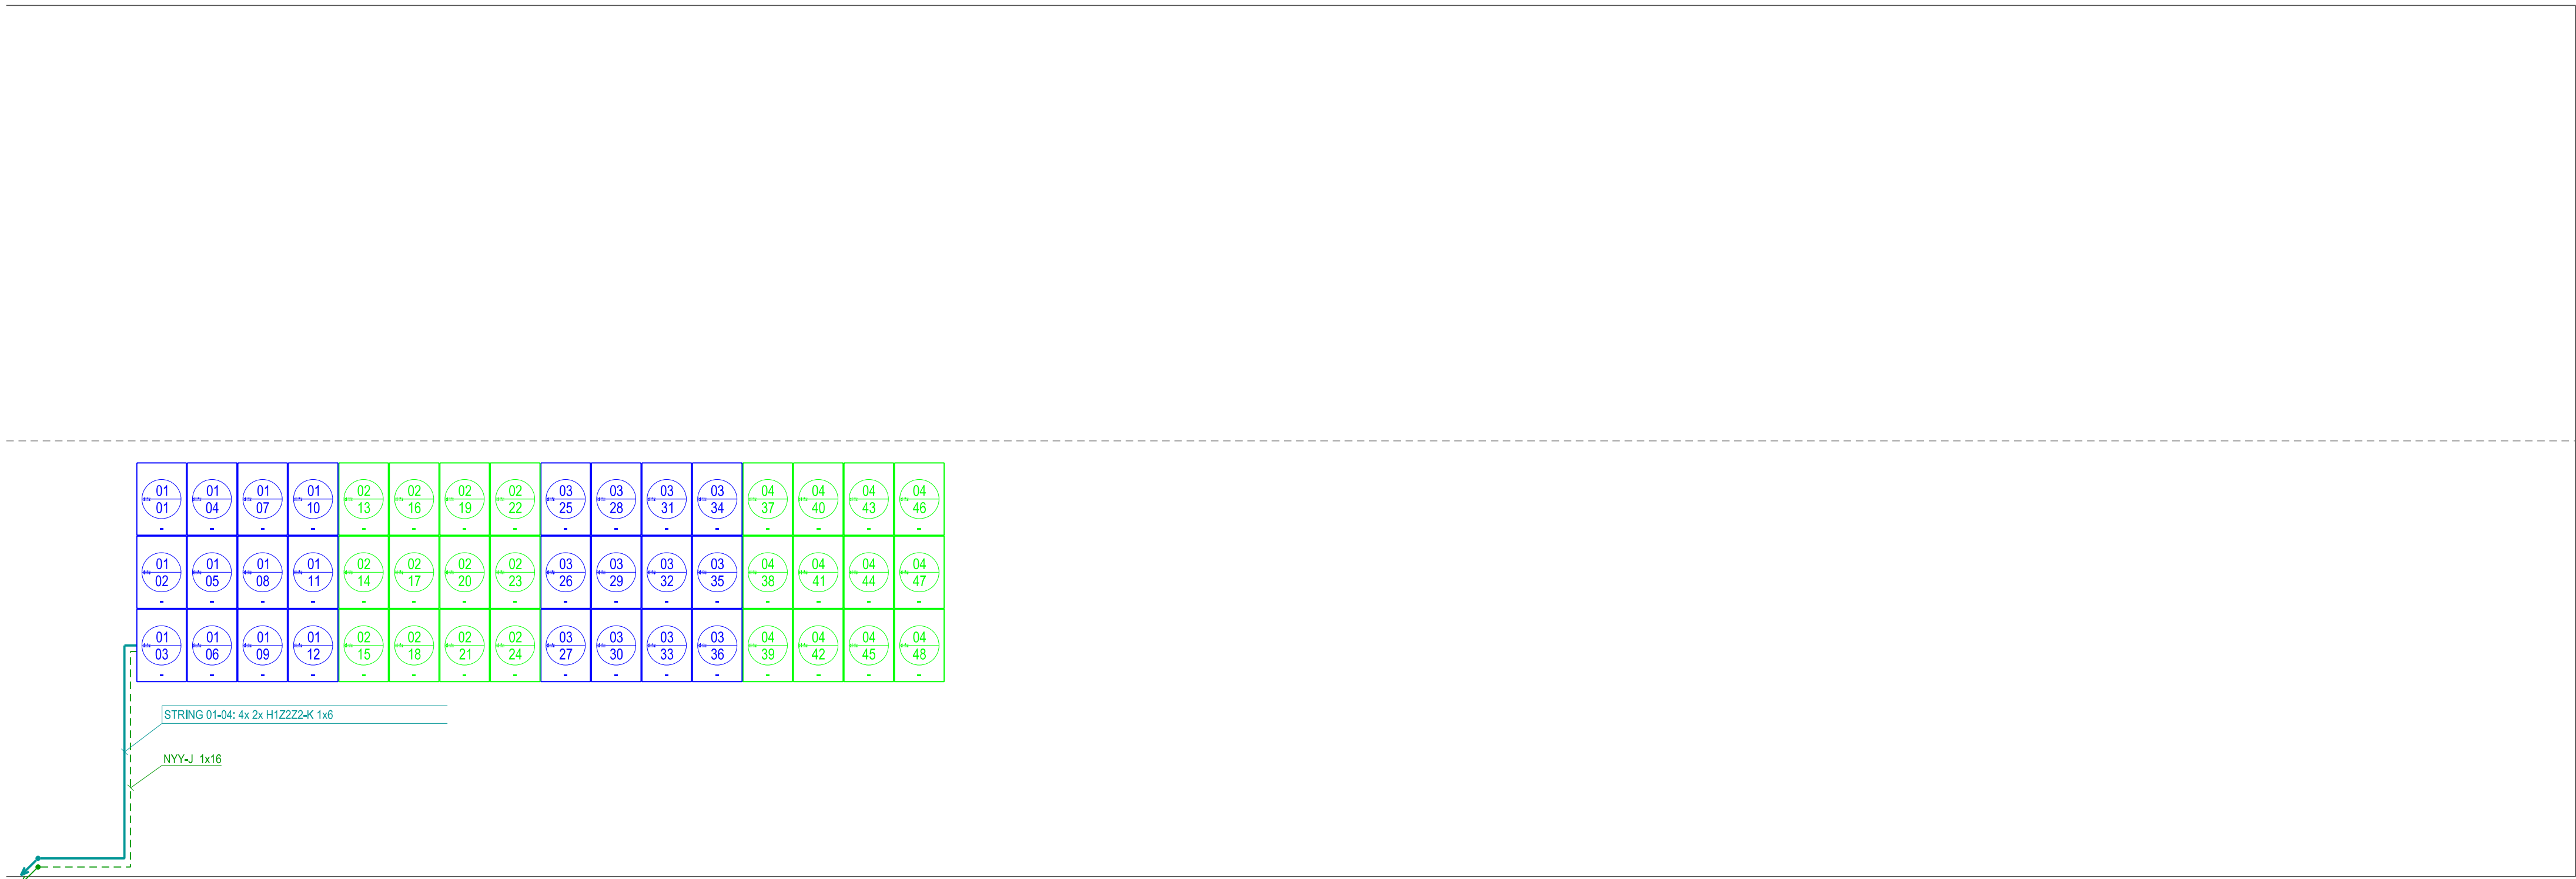 01 01 01 01 02 02 02 02 03 03 03 03 04 04 04 04
01 04 07 10 13 16 19 22 25 28 31 34 37 40 43 46
- - - - - - - - - - - - - - - -
01 01 01 01 02 02 02 02 03 03 03 03 04 04 04 04
02 05 08 11 14 17 20 23 26 29 32 35 38 41 44 47
- - - - - - - - - - - - - - - -
01 01 01 01 02 02 02 02 03 03 03 03 04 04 04 04
03 06 09 12 15 18 21 24 27 30 33 36 39 42 45 48
- - - - - - - - - - - - - - - -
STRING 01-04: 4x 2x H1Z2Z2-K 1x6
NYY-J 1x16